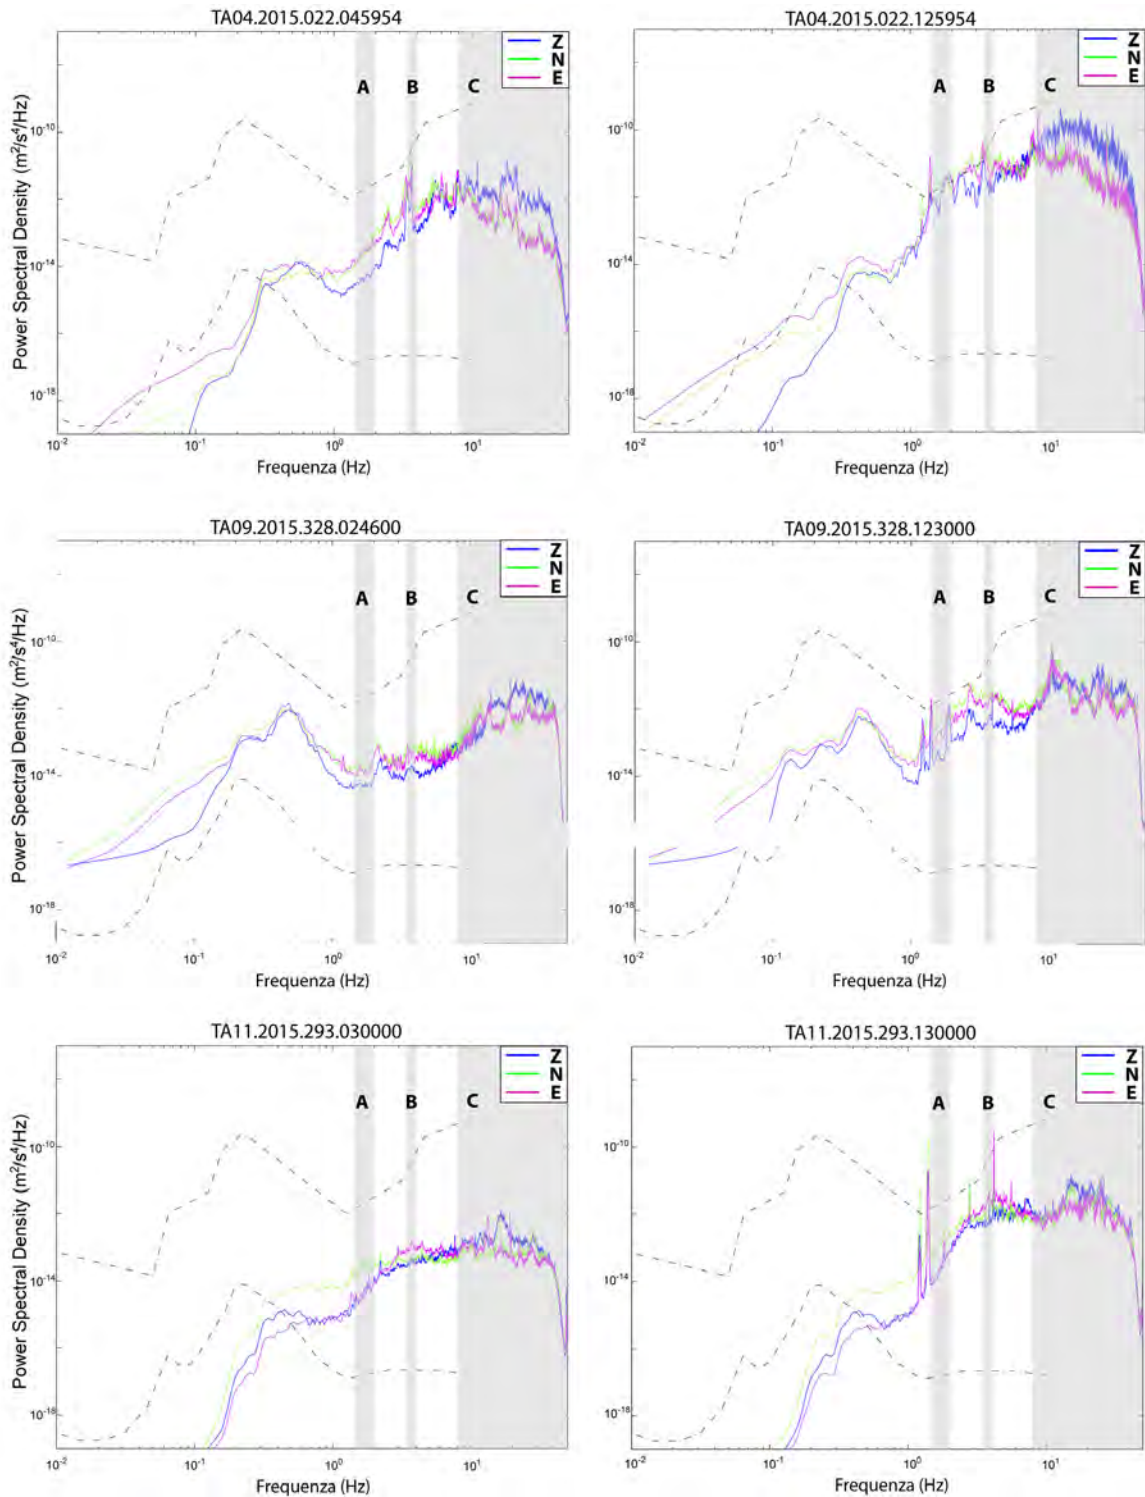 TA04.2015.022.045954
Z
N
E
A B C
Power Spectral Density (m²/s⁴/Hz)
10⁻¹⁰
10⁻¹⁴
10⁻¹⁸
10⁻² 10⁻¹ 10⁰ 10¹
Frequenza (Hz)
TA04.2015.022.125954
Z
N
E
A B C
10⁻¹⁰
10⁻¹⁴
10⁻¹⁸
10⁻² 10⁻¹ 10⁰ 10¹
Frequenza (Hz)
TA09.2015.328.024600
Z
N
E
A B C
Power Spectral Density (m²/s⁴/Hz)
10⁻¹⁰
10⁻¹⁴
10⁻¹⁸
10⁻² 10⁻¹ 10⁰ 10¹
Frequenza (Hz)
TA09.2015.328.123000
Z
N
E
A B C
10⁻¹⁰
10⁻¹⁴
10⁻¹⁸
10⁻² 10⁻¹ 10⁰ 10¹
Frequenza (Hz)
TA11.2015.293.030000
Z
N
E
A B C
Power Spectral Density (m²/s⁴/Hz)
10⁻¹⁰
10⁻¹⁴
10⁻¹⁸
10⁻² 10⁻¹ 10⁰ 10¹
Frequenza (Hz)
TA11.2015.293.130000
Z
N
E
A B C
10⁻¹⁰
10⁻¹⁴
10⁻¹⁸
10⁻² 10⁻¹ 10⁰ 10¹
Frequenza (Hz)